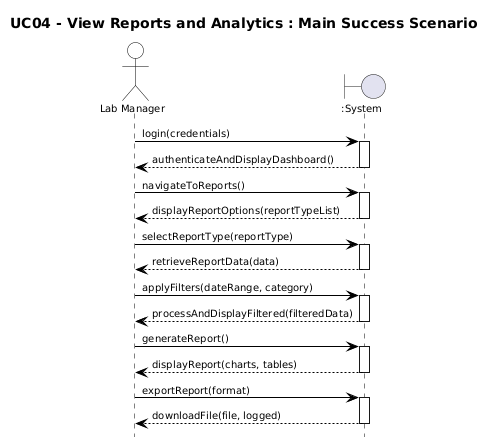 UC04 - View Reports and Analytics : Main Success Scenario
Lab Manager
:System
login(credentials)
authenticateAndDisplayDashboard()
navigateToReports()
displayReportOptions(reportTypeList)
selectReportType(reportType)
retrieveReportData(data)
applyFilters(dateRange, category)
processAndDisplayFiltered(filteredData)
generateReport()
displayReport(charts, tables)
exportReport(format)
downloadFile(file, logged)